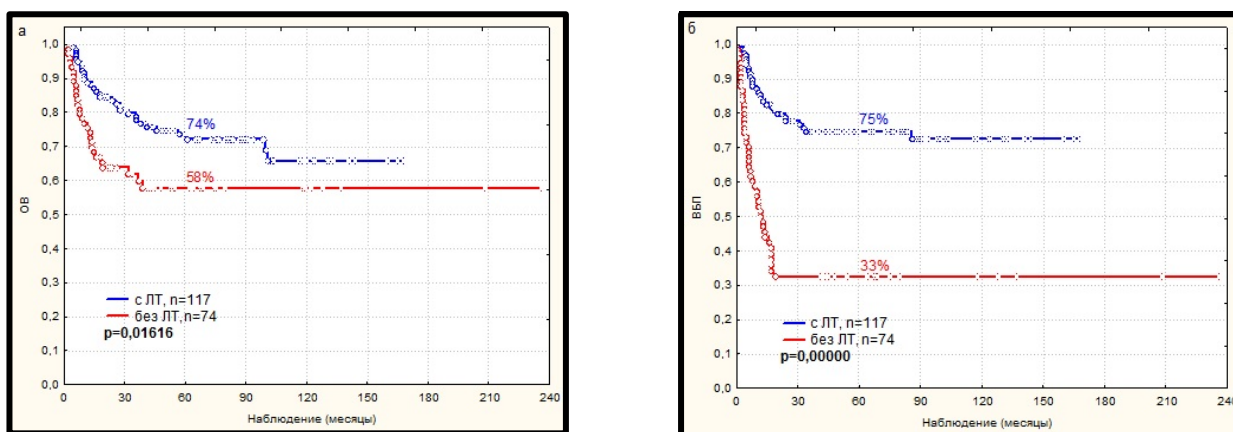 а
ОВ
1,0
0,9
0,8
0,7
0,6
0,5
0,4
0,3
0,2
0,1
0,0
74%
58%
с ЛТ, n=117
без ЛТ, n=74
p=0,01616
0 30 60 90 120 150 180 210 240
Наблюдение (месяцы)
б
ВБП
1,0
0,9
0,8
0,7
0,6
0,5
0,4
0,3
0,2
0,1
0,0
75%
33%
с ЛТ, n=117
без ЛТ, n=74
p=0,00000
0 30 60 90 120 150 180 210 240
Наблюдение (месяцы)